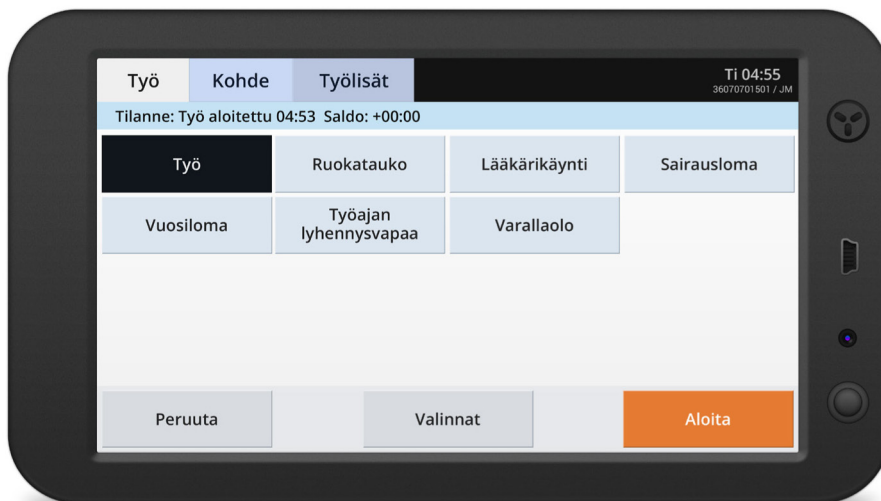 Työ Kohde Työlisät Ti 04:55
36070701501 / JM
Tilanne: Työ aloitettu 04:53 Saldo: +00:00
Työ Ruokatauko Lääkärikäynti Sairausloma
Vuosiloma Työajan lyhennysvapaa Varallaolo
Peruuta Valinnat Aloita